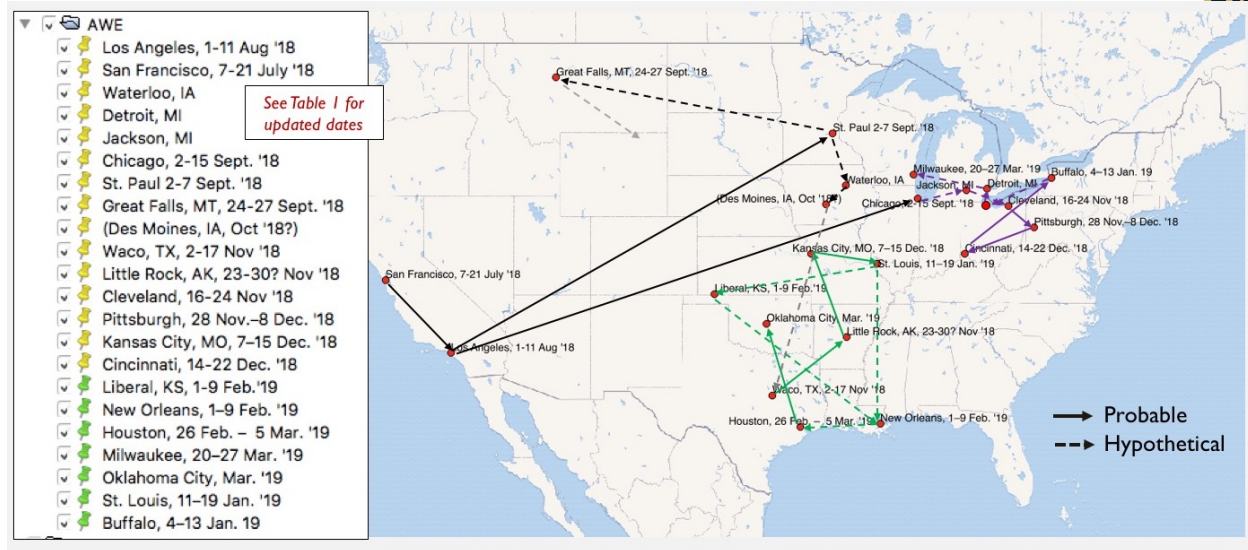 AWE
Los Angeles, 1-11 Aug '18
San Francisco, 7-21 July '18
Waterloo, IA
Detroit, MI
Jackson, MI
Chicago, 2-15 Sept. '18
St. Paul 2-7 Sept. '18
Great Falls, MT, 24-27 Sept. '18
(Des Moines, IA, Oct '18?)
Waco, TX, 2-17 Nov '18
Little Rock, AK, 23-30? Nov '18
Cleveland, 16-24 Nov '18
Pittsburgh, 28 Nov.–8 Dec. '18
Kansas City, MO, 7–15 Dec. '18
Cincinnati, 14-22 Dec. '18
Liberal, KS, 1-9 Feb.'19
New Orleans, 1–9 Feb. '19
Houston, 26 Feb. – 5 Mar. '19
Milwaukee, 20–27 Mar. '19
Oklahoma City, Mar. '19
St. Louis, 11–19 Jan. '19
Buffalo, 4–13 Jan. 19
See Table 1 for
updated dates
Great Falls, MT, 24-27 Sept. '18
St. Paul 2-7 Sept. '18
Milwaukee, 20–27 Mar. '19
Buffalo, 4–13 Jan. 19
Waterloo, IA
Jackson, MI
Detroit, MI
(Des Moines, IA, Oct '18?)
Chicago, 2-15 Sept. '18
Cleveland, 16-24 Nov '18
Pittsburgh, 28 Nov.–8 Dec. '18
Kansas City, MO, 7–15 Dec. '18
Cincinnati, 14-22 Dec. '18
St. Louis, 11–19 Jan. '19
San Francisco, 7-21 July '18
Liberal, KS, 1-9 Feb.'19
Oklahoma City, Mar. '19
Little Rock, AK, 23-30? Nov '18
Los Angeles, 1-11 Aug '18
Waco, TX, 2-17 Nov '18
Houston, 26 Feb. – 5 Mar. '19
New Orleans, 1–9 Feb. '19
Probable
Hypothetical